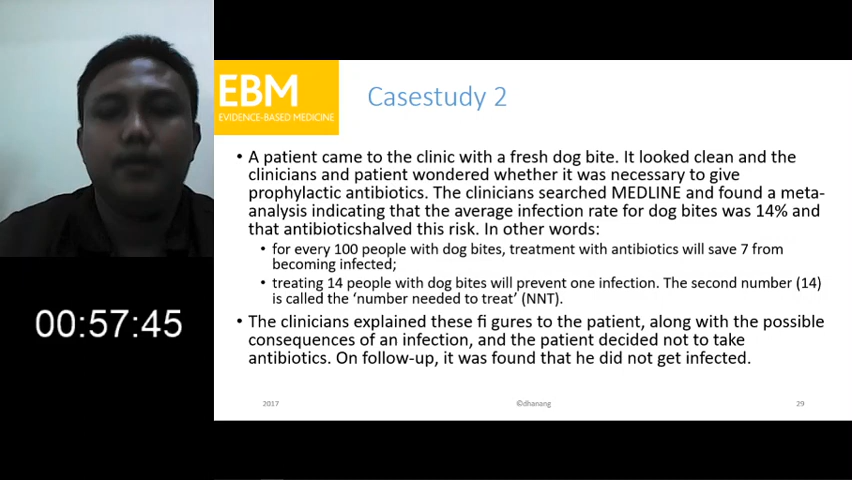 EBM
EVIDENCE-BASED MEDICINE
Casestudy 2
• A patient came to the clinic with a fresh dog bite. It looked clean and the
clinicians and patient wondered whether it was necessary to give
prophylactic antibiotics. The clinicians searched MEDLINE and found a meta-
analysis indicating that the average infection rate for dog bites was 14% and
that antibioticshalved this risk. In other words:
• for every 100 people with dog bites, treatment with antibiotics will save 7 from
becoming infected;
• treating 14 people with dog bites will prevent one infection. The second number (14)
is called the ‘number needed to treat’ (NNT).
• The clinicians explained these fi gures to the patient, along with the possible
consequences of an infection, and the patient decided not to take
antibiotics. On follow-up, it was found that he did not get infected.
00:57:45
2017
©dhanang
29